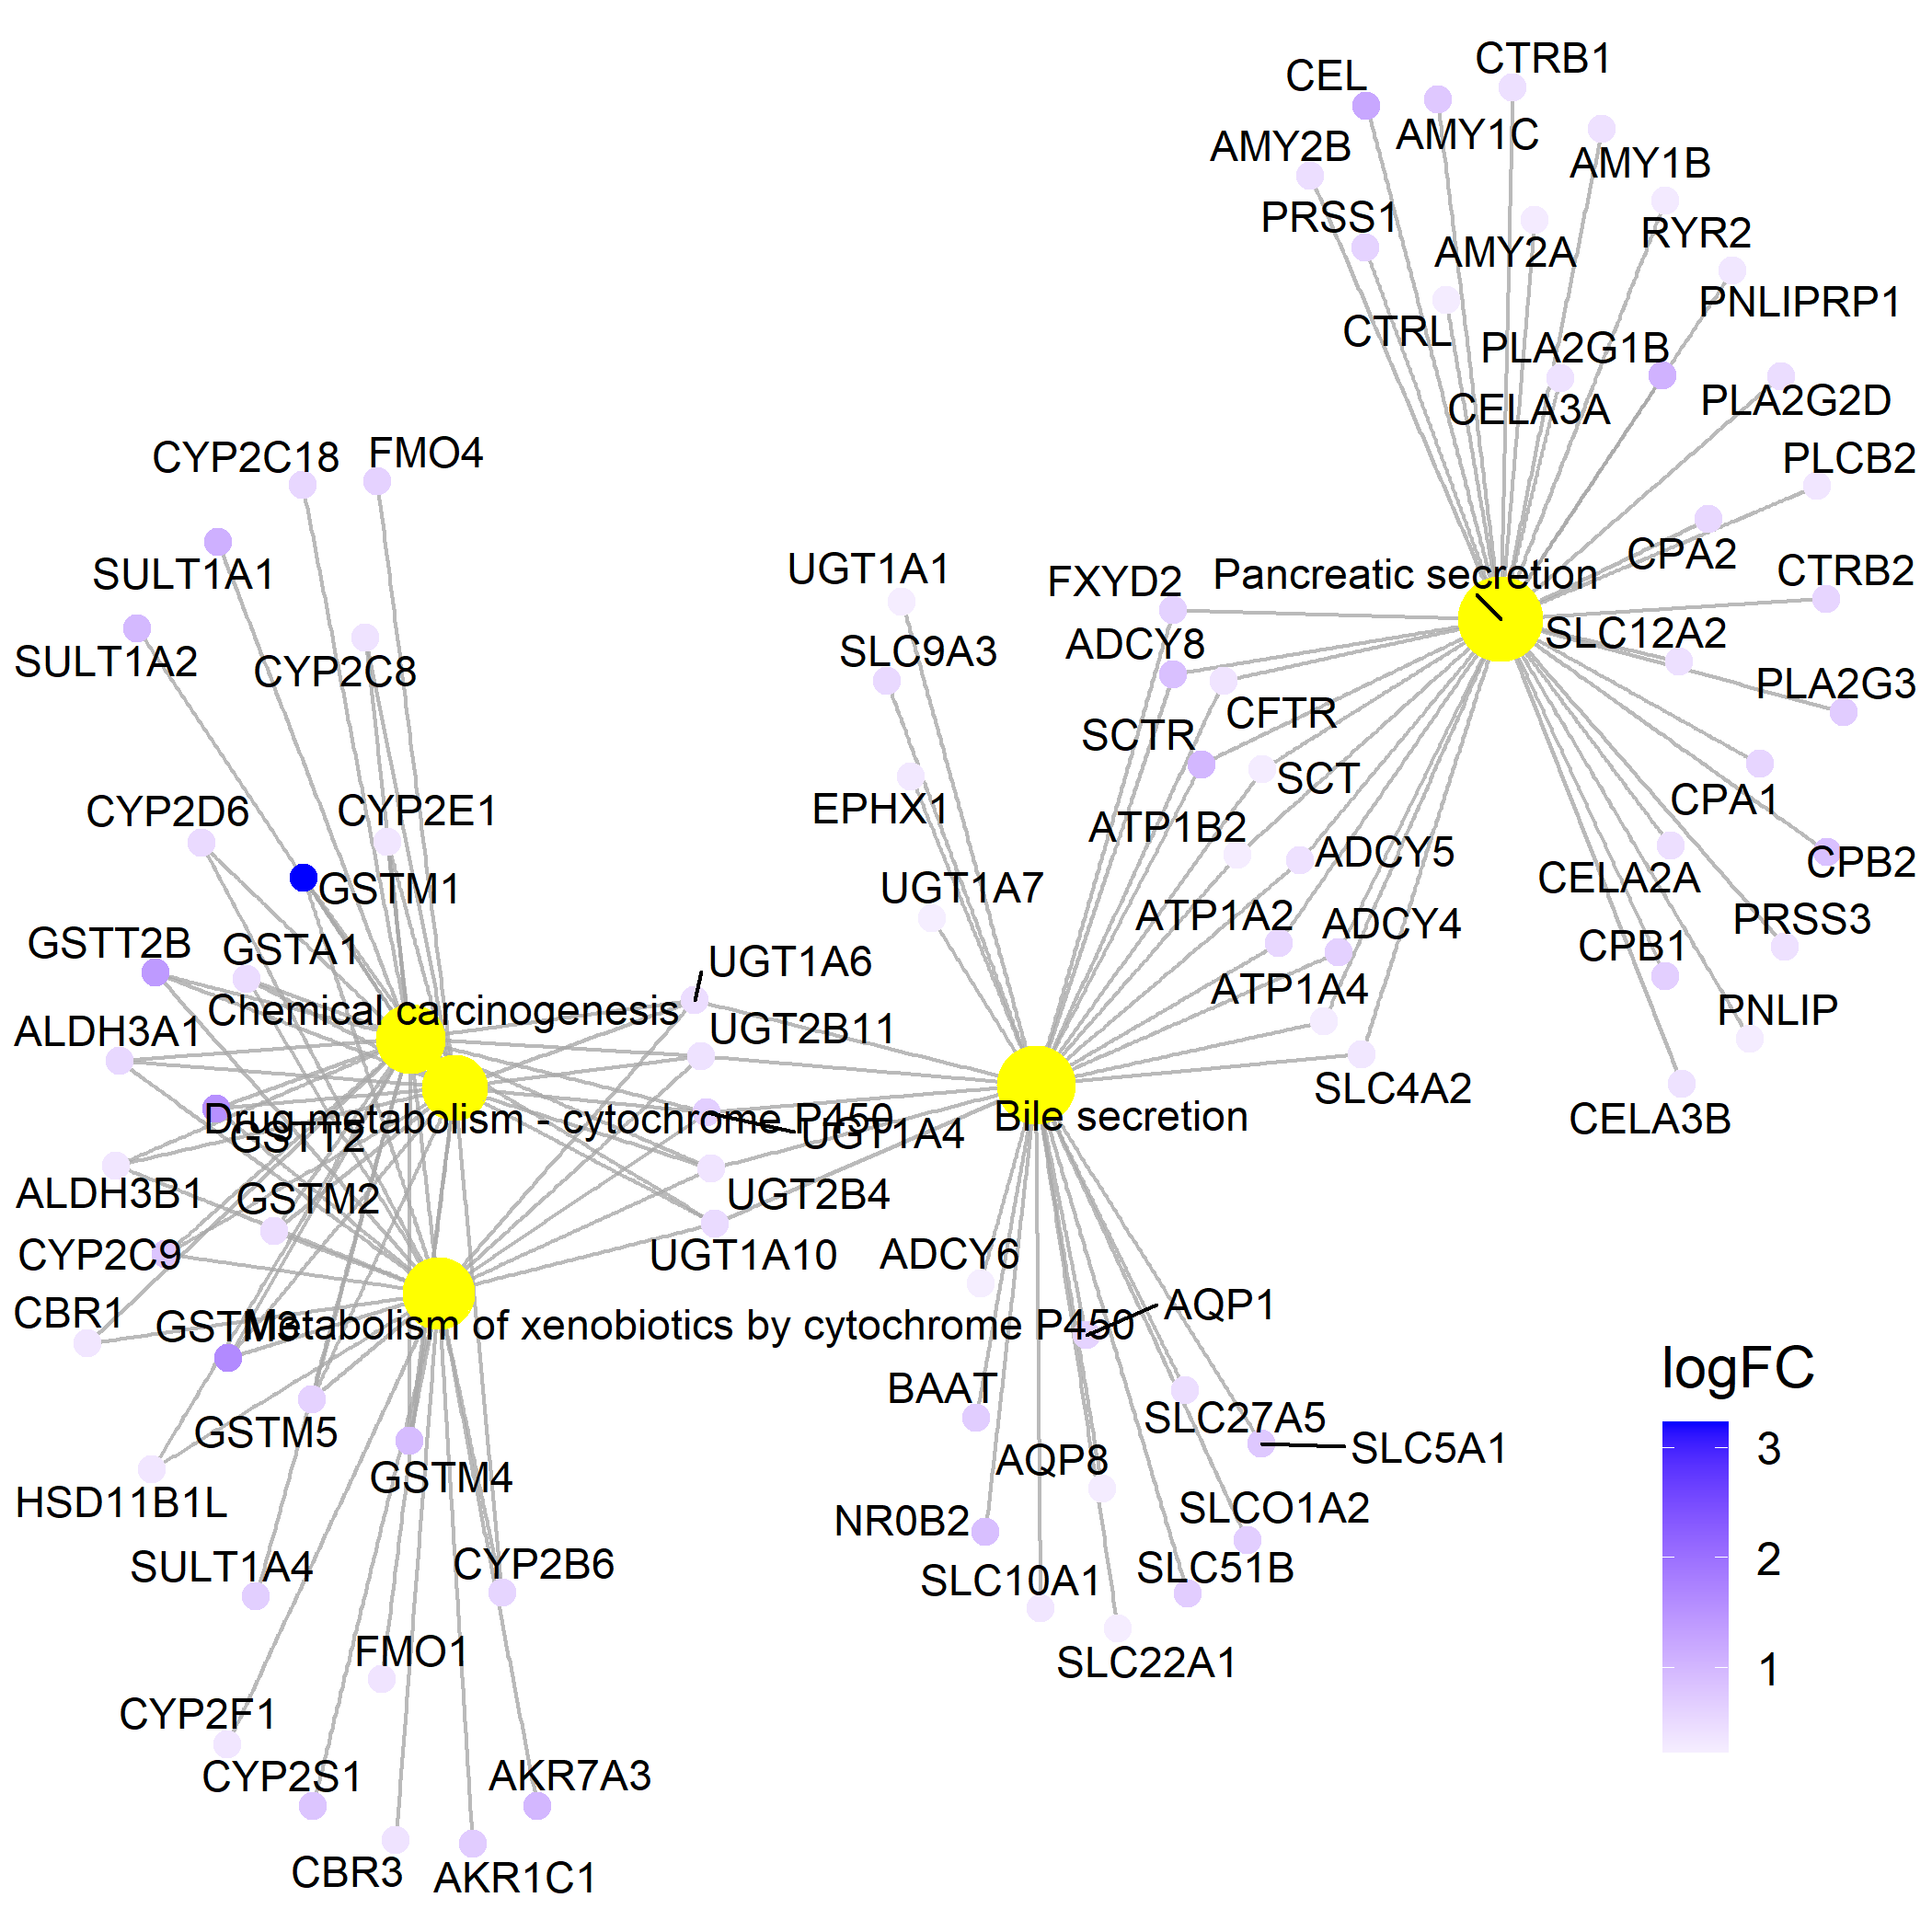 CTRB1
CEL
AMY1C
AMY2B
AMY1B
PRSS1
RYR2
AMY2A
PNLIPRP1
CTRL
PLA2G1B
PLA2G2D
CELA3A
CYP2C18
FMO4
PLCB2
CPA2
SULT1A1
UGT1A1
FXYD2
Pancreatic secretion
CTRB2
SULT1A2
CYP2C8
SLC9A3
ADCY8
SLC12A2
PLA2G3
CFTR
SCTR
SCT
CPA1
CYP2D6
CYP2E1
EPHX1
ATP1B2
ADCY5
CPB2
GSTM1
UGT1A7
CELA2A
ATP1A2
ADCY4
PRSS3
GSTT2B
GSTA1
CPB1
UGT1A6
ATP1A4
Chemical carcinogenesis
PNLIP
ALDH3A1
UGT2B11
SLC4A2
Drug metabolism - cytochrome P450
Bile secretion
CELA3B
GSTT2
UGT1A4
ALDH3B1
GSTM2
UGT2B4
CYP2C9
UGT1A10
ADCY6
CBR1
GSTM3
Metabolism of xenobiotics by cytochrome P450
AQP1
BAAT
GSTM5
SLC27A5
SLC5A1
AQP8
GSTM4
HSD11B1L
NR0B2
SLCO1A2
SULT1A4
CYP2B6
SLC10A1
SLC51B
FMO1
SLC22A1
CYP2F1
CYP2S1
AKR7A3
CBR3
AKR1C1
logFC
3
2
1